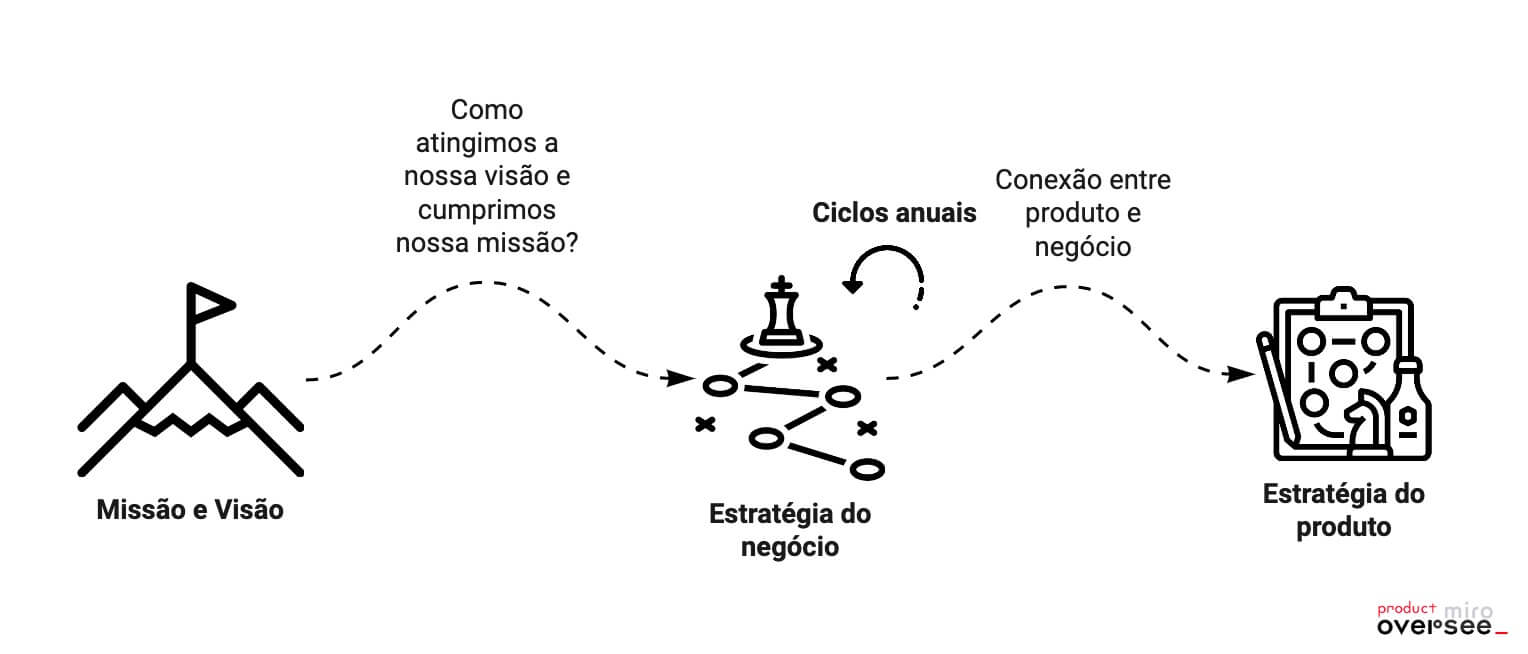 Como
atingimos a
nossa visão e
cumprimos
nossa missão?
Ciclos anuais
Conexão entre
produto e
negócio
Missão e Visão
Estratégia do
negócio
Estratégia do
produto
product miro
oversee_